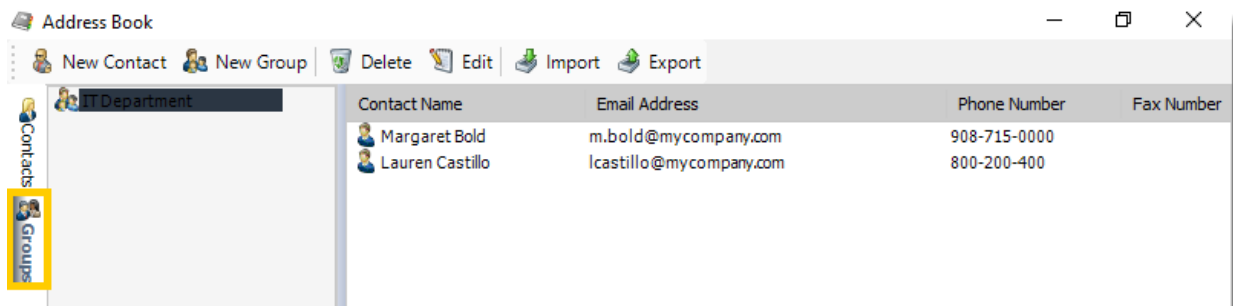 Address Book
New Contact New Group Delete Edit Import Export
Contacts
Groups
IT Department
Contact Name Email Address Phone Number Fax Number
Margaret Bold m.bold@mycompany.com 908-715-0000
Lauren Castillo lcastillo@mycompany.com 800-200-400